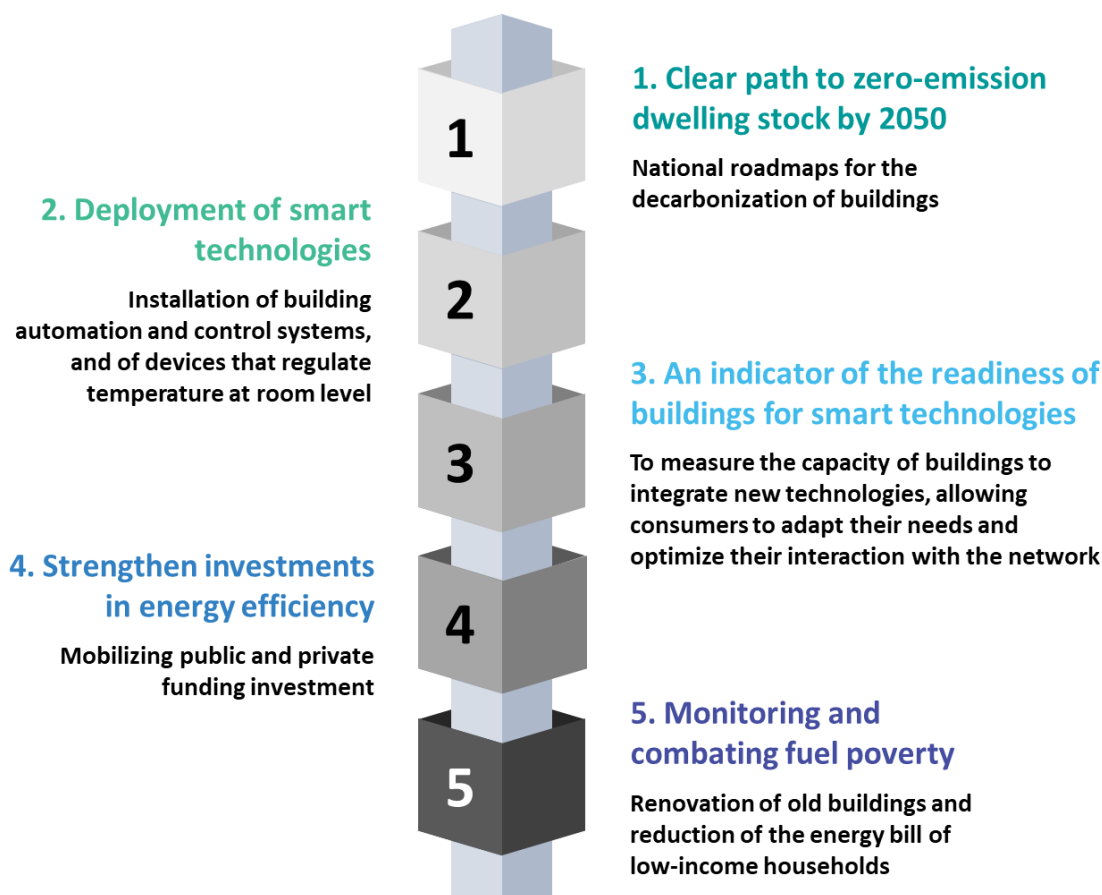 1
1. Clear path to zero-emission
dwelling stock by 2050
National roadmaps for the
decarbonization of buildings
2. Deployment of smart
technologies
Installation of building
automation and control systems,
and of devices that regulate
temperature at room level
2
3. An indicator of the readiness of
buildings for smart technologies
To measure the capacity of buildings to
integrate new technologies, allowing
consumers to adapt their needs and
optimize their interaction with the network
3
4. Strengthen investments
in energy efficiency
Mobilizing public and private
funding investment
4
5. Monitoring and
combating fuel poverty
Renovation of old buildings and
reduction of the energy bill of
low-income households
5